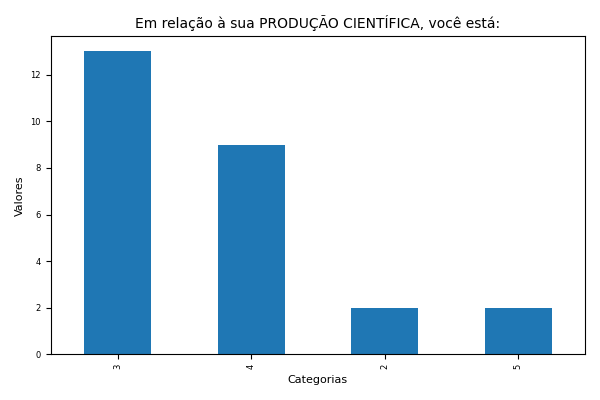 Em relação à sua PRODUÇÃO CIENTÍFICA, você está:
12
10
8
6
4
2
0
Valores
3 4 2 5
Categorias